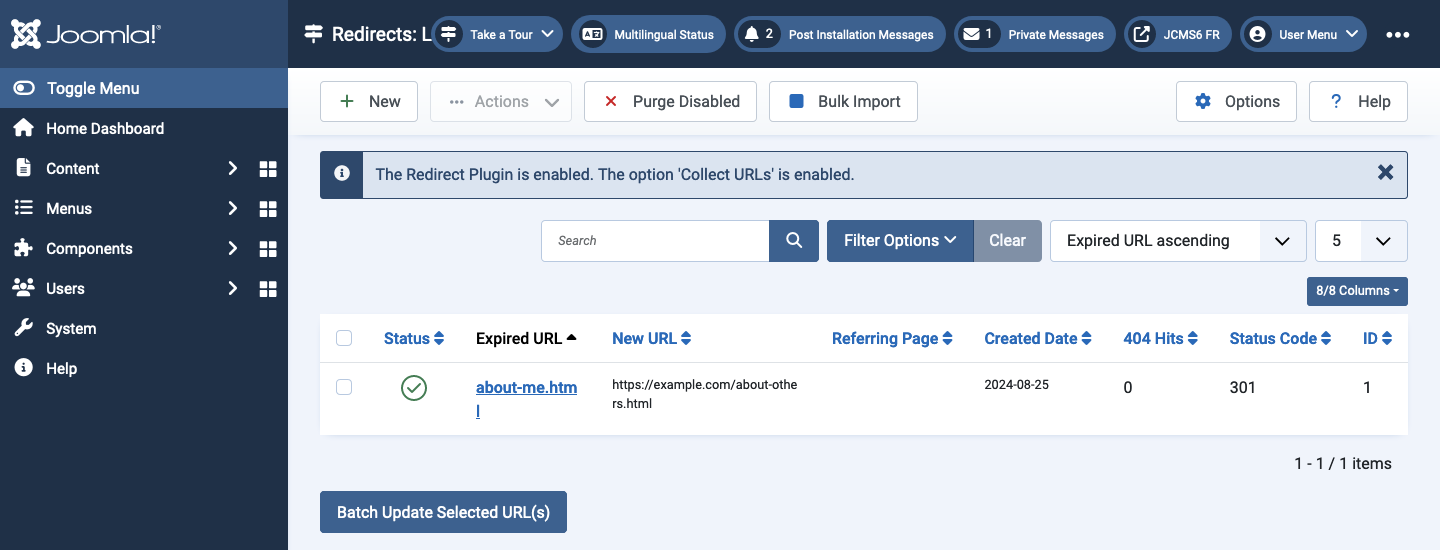 Joomla!®
Redirects: L
Take a Tour
Multilingual Status
2 Post Installation Messages
1 Private Messages
JCMS6 FR
User Menu
Toggle Menu
Home Dashboard
Content
Menus
Components
Users
System
Help
New
Actions
Purge Disabled
Bulk Import
Options
? Help
The Redirect Plugin is enabled. The option 'Collect URLs' is enabled.
Search
Filter Options
Clear
Expired URL ascending
5
8/8 Columns
Status Expired URL New URL Referring Page Created Date 404 Hits Status Code ID
about-me.htm
l
https://example.com/about-othe
rs.html
2024-08-25
0
301
1
1 - 1 / 1 items
Batch Update Selected URL(s)